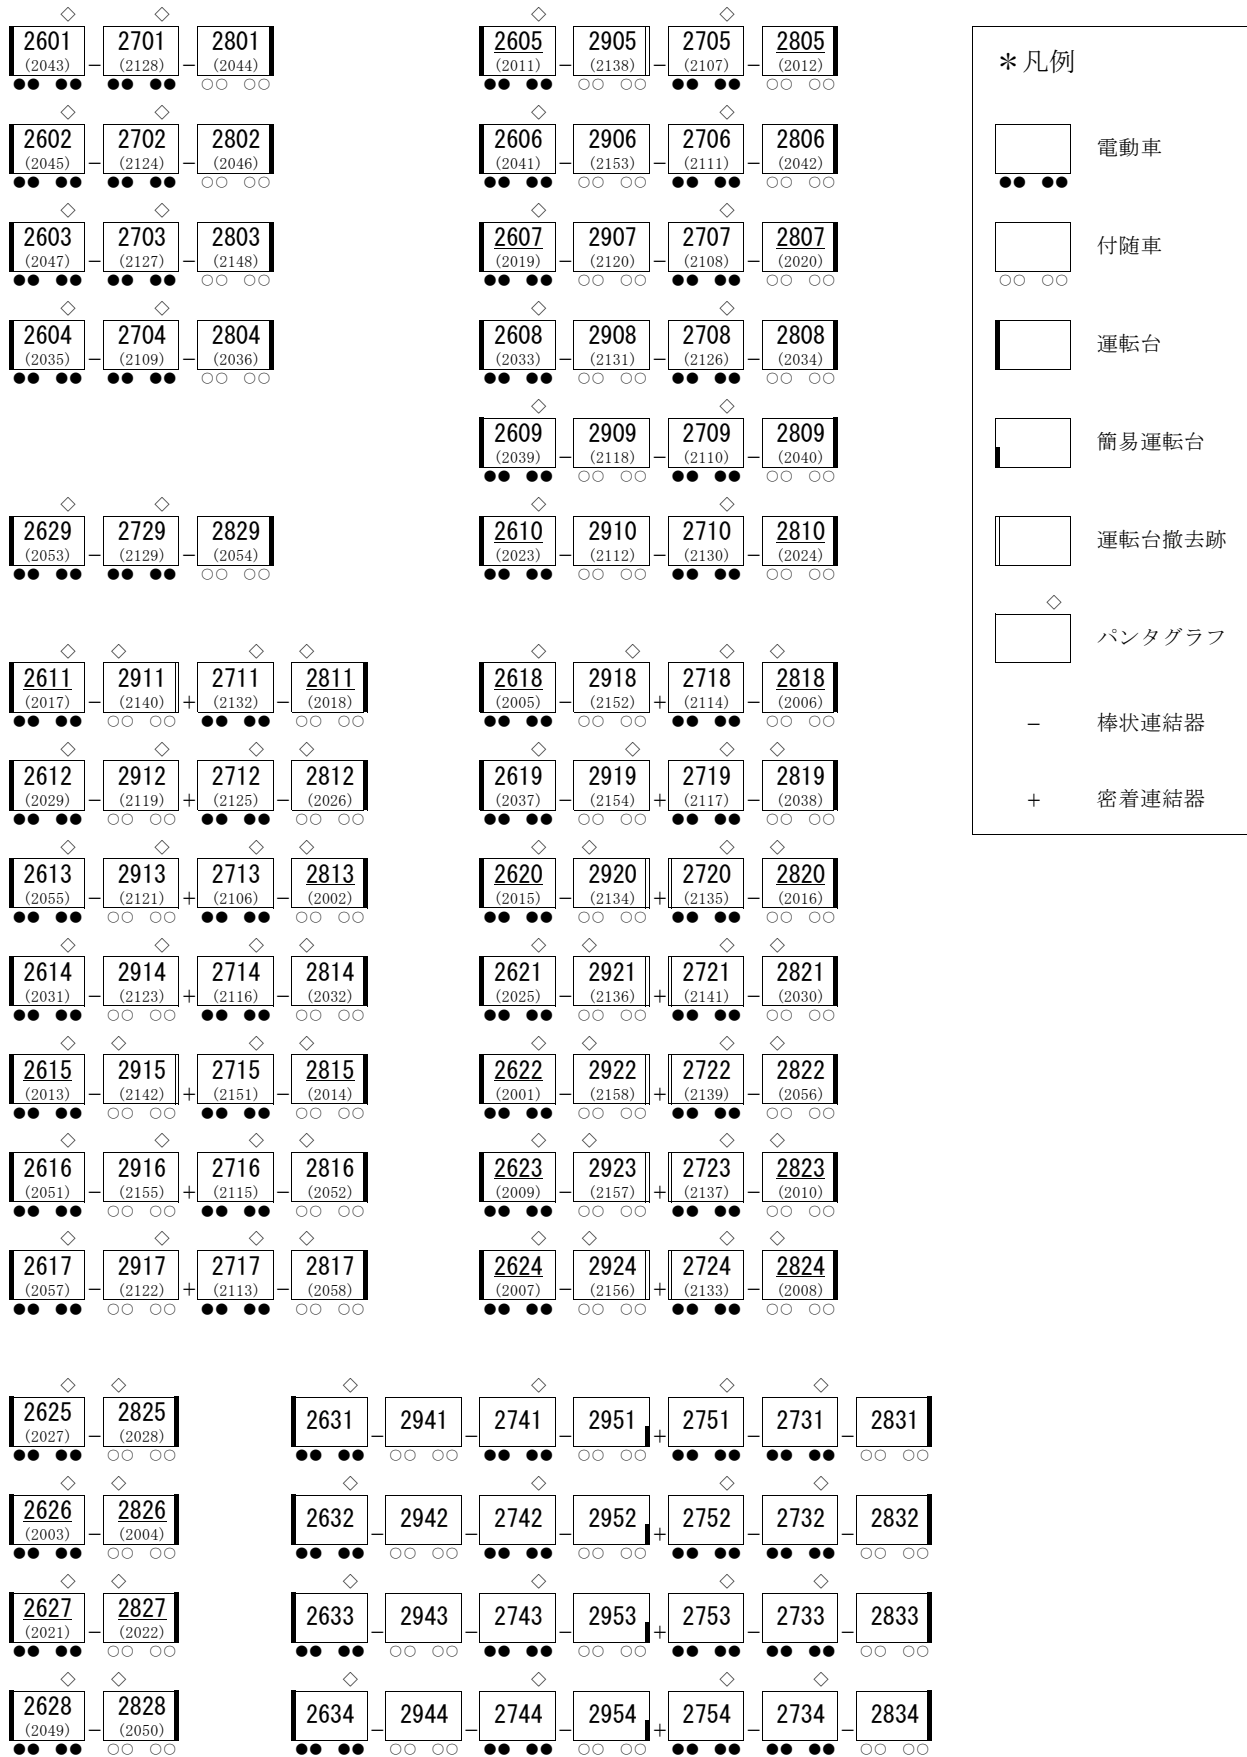 2601 2701 2801
(2043) − (2128) − (2044)
2602 2702 2802
(2045) − (2124) − (2046)
2603 2703 2803
(2047) − (2127) − (2148)
2604 2704 2804
(2035) − (2109) − (2036)
2629 2729 2829
(2053) − (2129) − (2054)
2605 2905 2705 2805
(2011) − (2138) − (2107) − (2012)
2606 2906 2706 2806
(2041) − (2153) − (2111) − (2042)
2607 2907 2707 2807
(2019) − (2120) − (2108) − (2020)
2608 2908 2708 2808
(2033) − (2131) − (2126) − (2034)
2609 2909 2709 2809
(2039) − (2118) − (2110) − (2040)
2610 2910 2710 2810
(2023) − (2112) − (2130) − (2024)
2611 2911 2711 2811
(2017) − (2140) + (2132) − (2018)
2612 2912 2712 2812
(2029) − (2119) + (2125) − (2026)
2613 2913 2713 2813
(2055) − (2121) + (2106) − (2002)
2614 2914 2714 2814
(2031) − (2123) + (2116) − (2032)
2615 2915 2715 2815
(2013) − (2142) + (2151) − (2014)
2616 2916 2716 2816
(2051) − (2155) + (2115) − (2052)
2617 2917 2717 2817
(2057) − (2122) + (2113) − (2058)
2618 2918 2718 2818
(2005) − (2152) + (2114) − (2006)
2619 2919 2719 2819
(2037) − (2154) + (2117) − (2038)
2620 2920 2720 2820
(2015) − (2134) + (2135) − (2016)
2621 2921 2721 2821
(2025) − (2136) + (2141) − (2030)
2622 2922 2722 2822
(2001) − (2158) + (2139) − (2056)
2623 2923 2723 2823
(2009) − (2157) + (2137) − (2010)
2624 2924 2724 2824
(2007) − (2156) + (2133) − (2008)
2625 2825
(2027) − (2028)
2626 2826
(2003) − (2004)
2627 2827
(2021) − (2022)
2628 2828
(2049) − (2050)
2631 − 2941 − 2741 − 2951 + 2751 − 2731 − 2831
2632 − 2942 − 2742 − 2952 + 2752 − 2732 − 2832
2633 − 2943 − 2743 − 2953 + 2753 − 2733 − 2833
2634 − 2944 − 2744 − 2954 + 2754 − 2734 − 2834
＊凡例
電動車
付随車
運転台
簡易運転台
運転台撤去跡
パンタグラフ
− 棒状連結器
+ 密着連結器